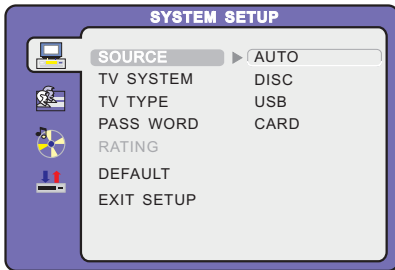 SYSTEM SETUP
SOURCE AUTO
TV SYSTEM DISC
TV TYPE USB
PASS WORD CARD
RATING
DEFAULT
EXIT SETUP